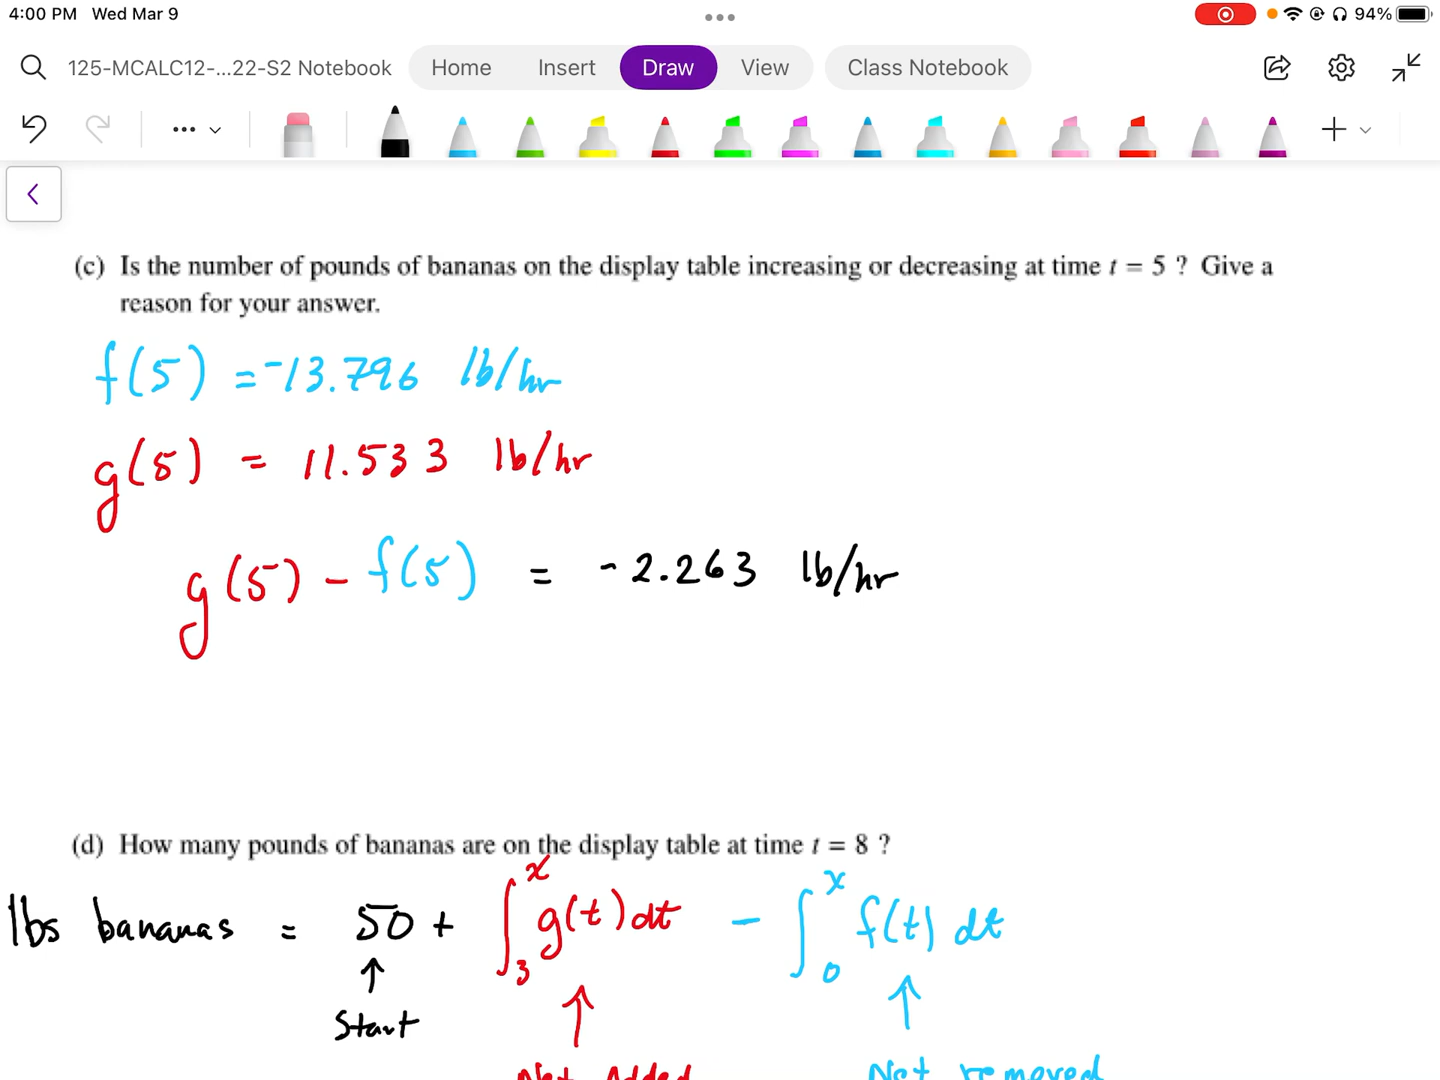 4:00 PM Wed Mar 9
94%
125-MCALC12-...22-S2 Notebook Home Insert Draw View Class Notebook
(c) Is the number of pounds of bananas on the display table increasing or decreasing at time t = 5 ? Give a
reason for your answer.
f(5) = -13.796 lb/hr
g(5) = 11.533 lb/hr
g(5) - f(5) = -2.263 lb/hr
(d) How many pounds of bananas are on the display table at time t = 8 ?
lbs bananas = 50 + ∫₃ˣ g(t) dt - ∫₀ˣ f(t) dt
↑ ↑ ↑
Start
Net Added Net removed